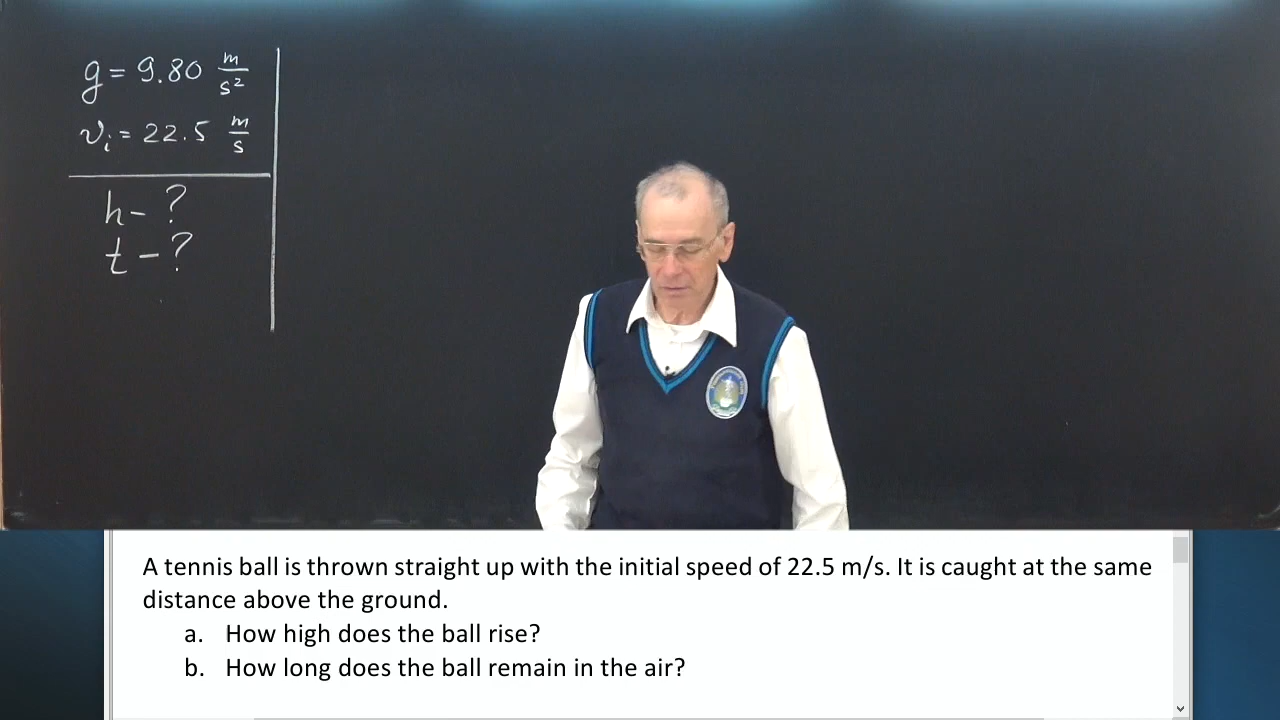 g = 9.80 m/s²
vᵢ = 22.5 m/s
h - ?
t - ?
A tennis ball is thrown straight up with the initial speed of 22.5 m/s. It is caught at the same
distance above the ground.
a. How high does the ball rise?
b. How long does the ball remain in the air?